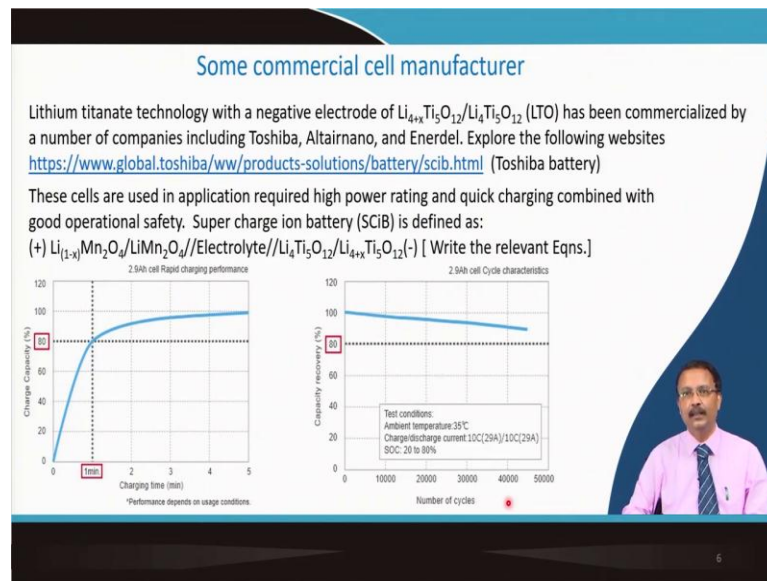 Some commercial cell manufacturer
Lithium titanate technology with a negative electrode of Li₄₊ₓTi₅O₁₂/Li₄Ti₅O₁₂ (LTO) has been commercialized by
a number of companies including Toshiba, Altairnano, and Enerdel. Explore the following websites
https://www.global.toshiba/ww/products-solutions/battery/scib.html (Toshiba battery)
These cells are used in application required high power rating and quick charging combined with
good operational safety. Super charge ion battery (SCiB) is defined as:
(+) Li₍₁₋ₓ₎Mn₂O₄/LiMn₂O₄//Electrolyte//Li₄Ti₅O₁₂/Li₄₊ₓTi₅O₁₂(-) [ Write the relevant Eqns.]
2.9Ah cell Rapid charging performance
120
100
80
60
40
20
0
Charge Capacity (%)
0 1min 2 3 4 5
Charging time (min)
*Performance depends on usage conditions.
2.9Ah cell Cycle characteristics
120
100
80
60
40
20
0
Capacity recovery (%)
Test conditions:
Ambient temperature:35℃
Charge/discharge current:10C(29A)/10C(29A)
SOC: 20 to 80%
0 10000 20000 30000 40000 50000
Number of cycles
6